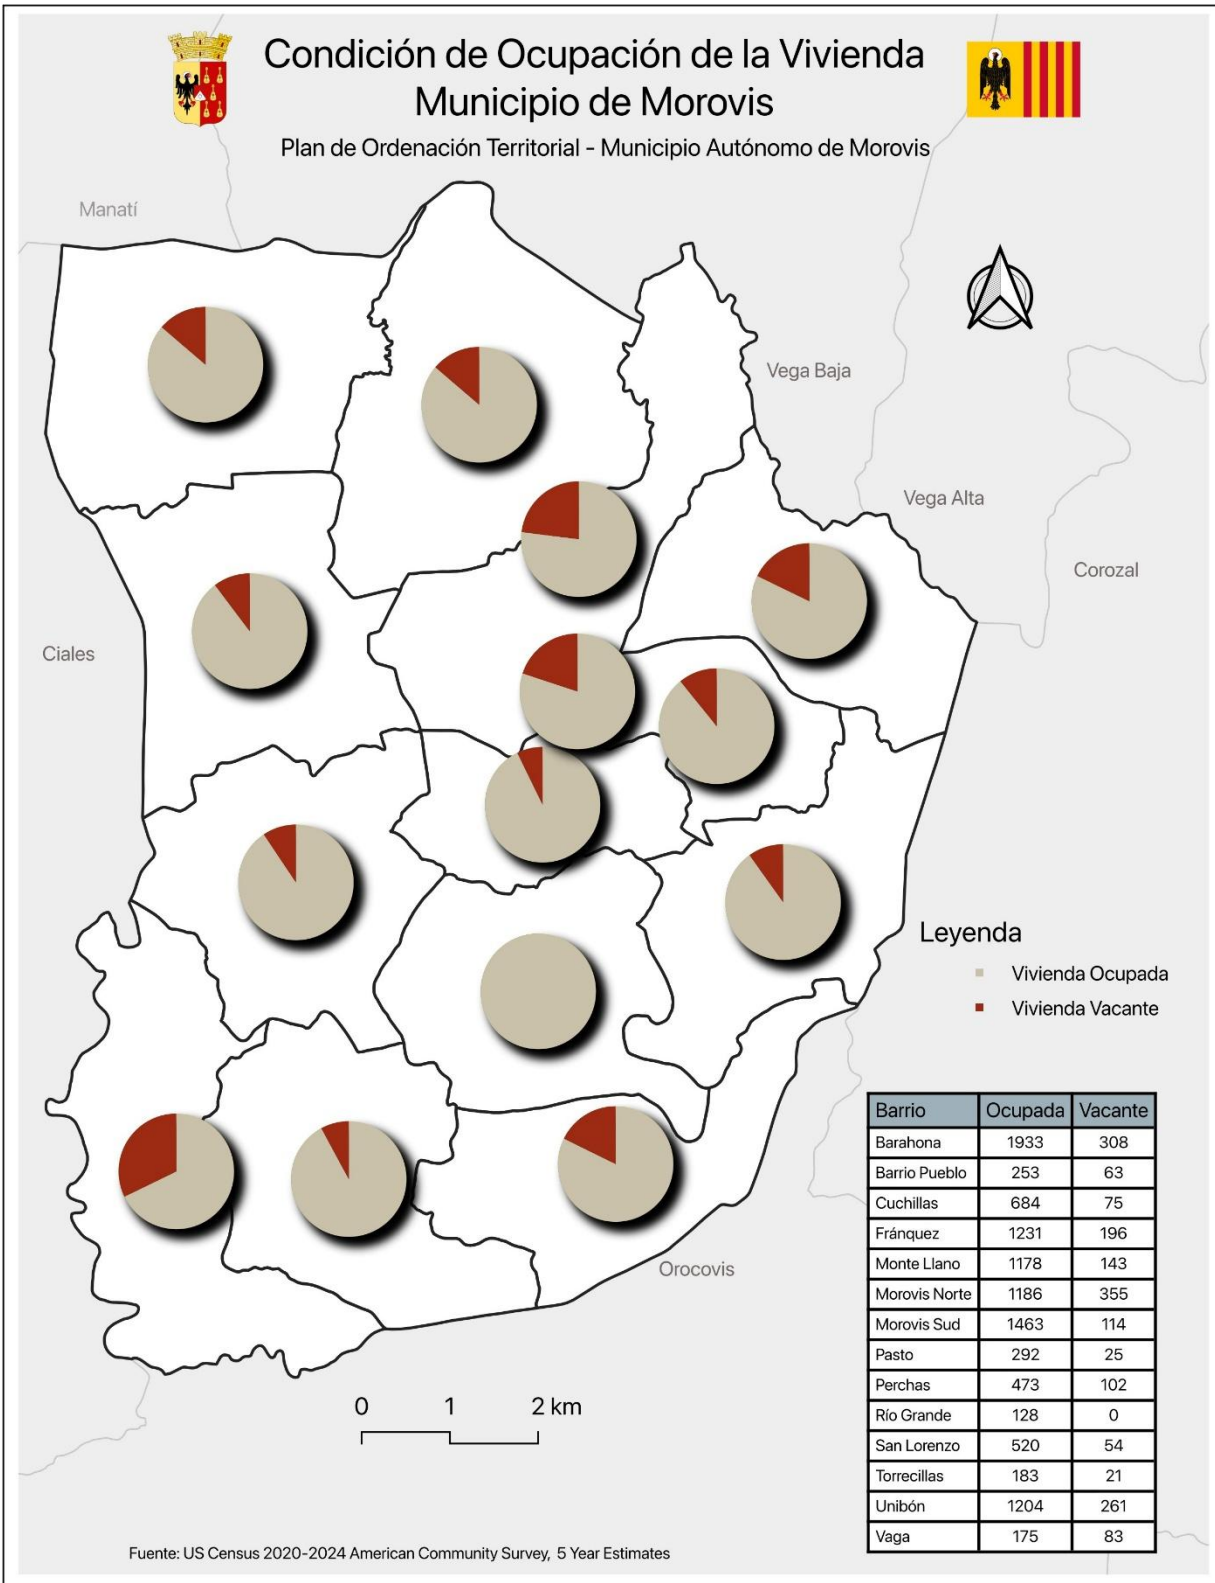 Condición de Ocupación de la Vivienda
Municipio de Morovis
Plan de Ordenación Territorial - Municipio Autónomo de Morovis
Manatí
Vega Baja
Vega Alta
Corozal
Ciales
Leyenda
Vivienda Ocupada
Vivienda Vacante
Orocovis
Barrio Ocupada Vacante
Barahona 1933 308
Barrio Pueblo 253 63
Cuchillas 684 75
Fránquez 1231 196
Monte Llano 1178 143
Morovis Norte 1186 355
Morovis Sud 1463 114
Pasto 292 25
Perchas 473 102
Río Grande 128 0
San Lorenzo 520 54
Torrecillas 183 21
Unibón 1204 261
Vaga 175 83
0 1 2 km
Fuente: US Census 2020-2024 American Community Survey, 5 Year Estimates